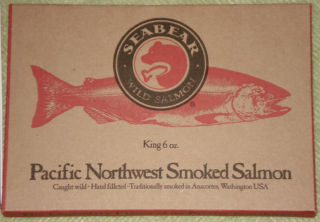 SEABEAR
WILD SALMON
®
King 6 oz.
Pacific Northwest Smoked Salmon
Caught wild • Hand filleted • Traditionally smoked in Anacortes, Washington USA